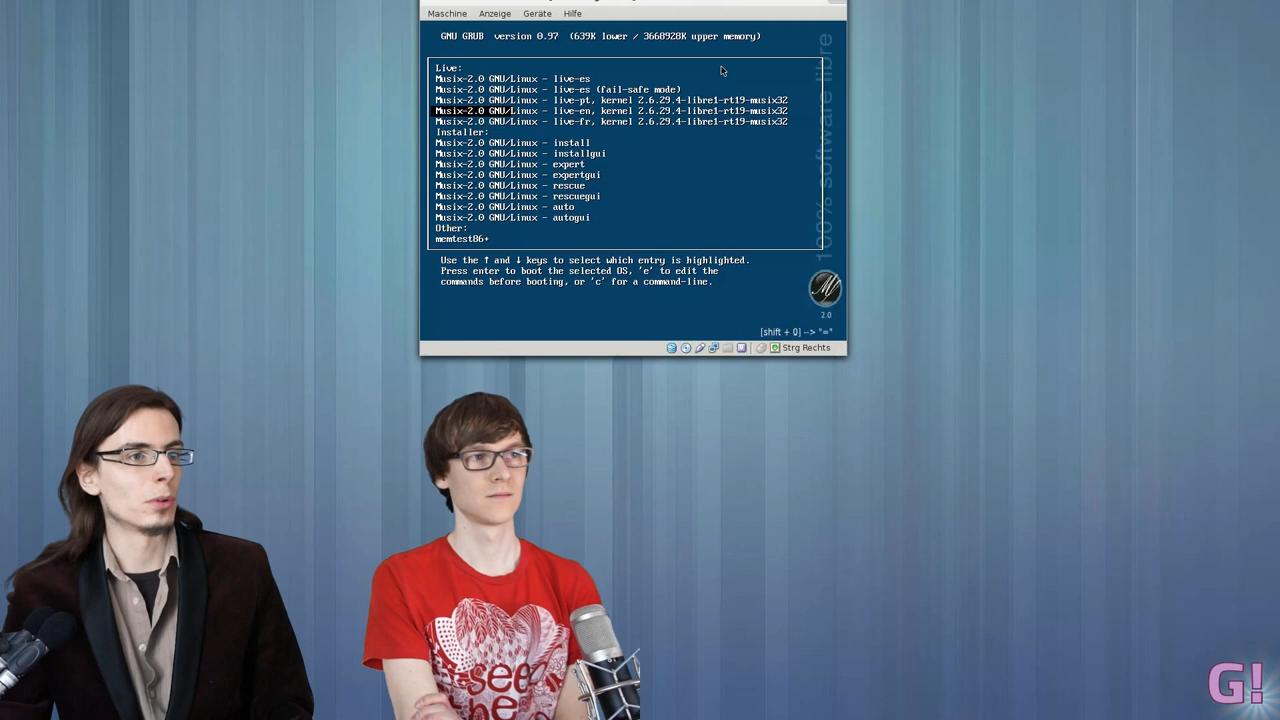 Maschine Anzeige Geräte Hilfe
GNU GRUB version 0.97 (639K lower / 3668928K upper memory)
Live:
Musix-2.0 GNU/Linux - live-es
Musix-2.0 GNU/Linux - live-es (fail-safe mode)
Musix-2.0 GNU/Linux - live-pt, kernel 2.6.29.4-libre1-rt19-musix32
Musix-2.0 GNU/Linux - live-en, kernel 2.6.29.4-libre1-rt19-musix32
Musix-2.0 GNU/Linux - live-fr, kernel 2.6.29.4-libre1-rt19-musix32
Installer:
Musix-2.0 GNU/Linux - install
Musix-2.0 GNU/Linux - installgui
Musix-2.0 GNU/Linux - expert
Musix-2.0 GNU/Linux - expertgui
Musix-2.0 GNU/Linux - rescue
Musix-2.0 GNU/Linux - rescuegui
Musix-2.0 GNU/Linux - auto
Musix-2.0 GNU/Linux - autogui
Other:
memtest86+
Use the ↑ and ↓ keys to select which entry is highlighted.
Press enter to boot the selected OS, 'e' to edit the
commands before booting, or 'c' for a command-line.
100% software libre
M
2.0
[shift + 0] --> "="
Strg Rechts
see
he
G!